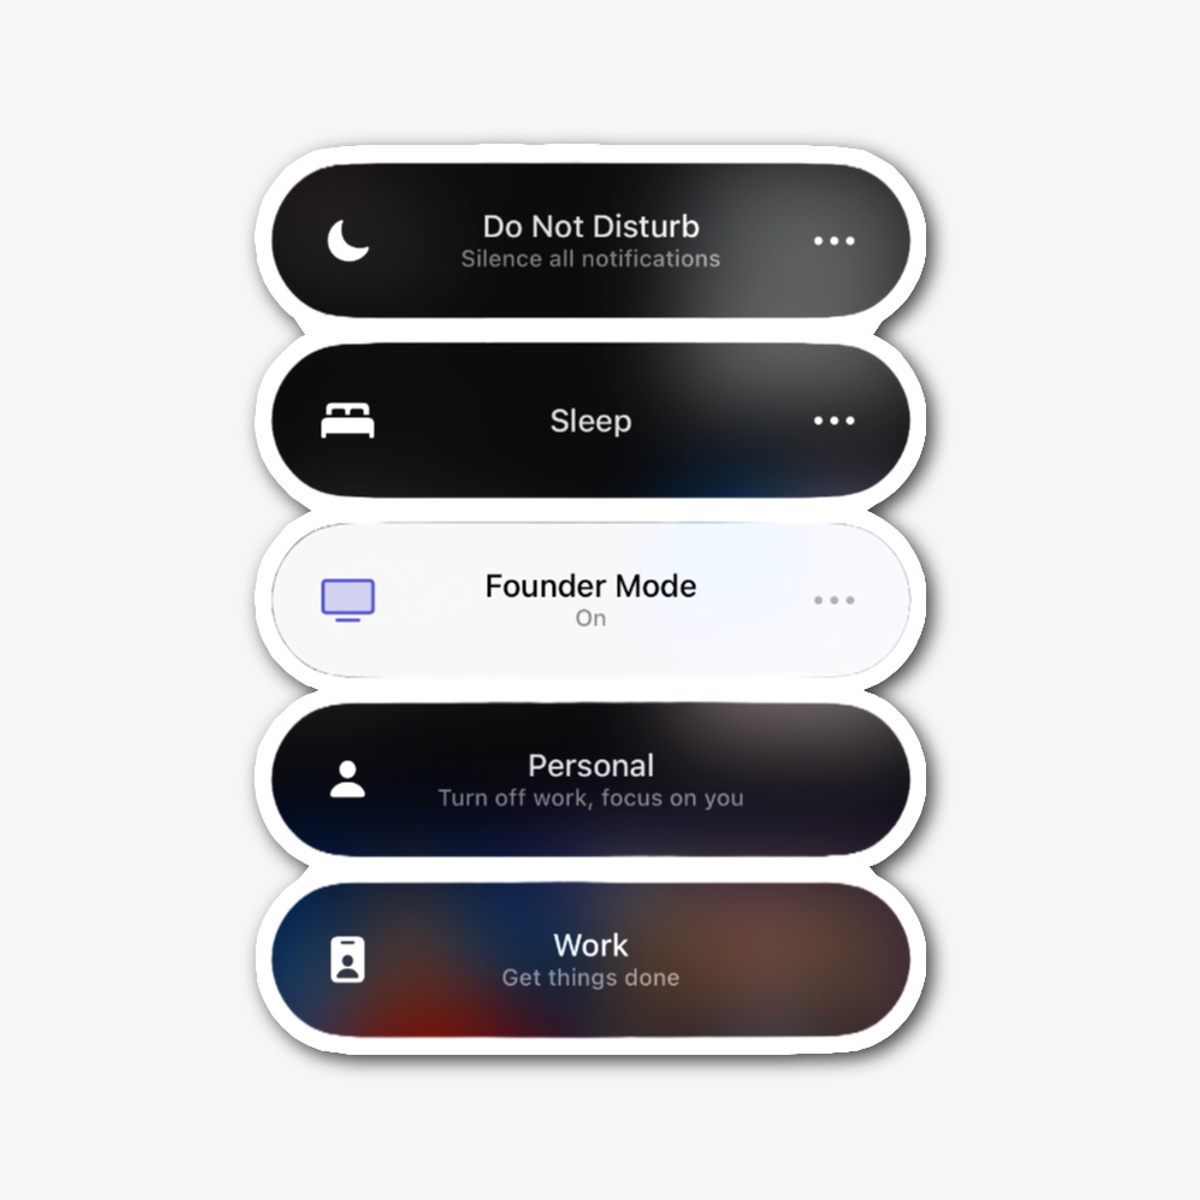 Do Not Disturb
Silence all notifications
Sleep
Founder Mode
On
Personal
Turn off work, focus on you
Work
Get things done